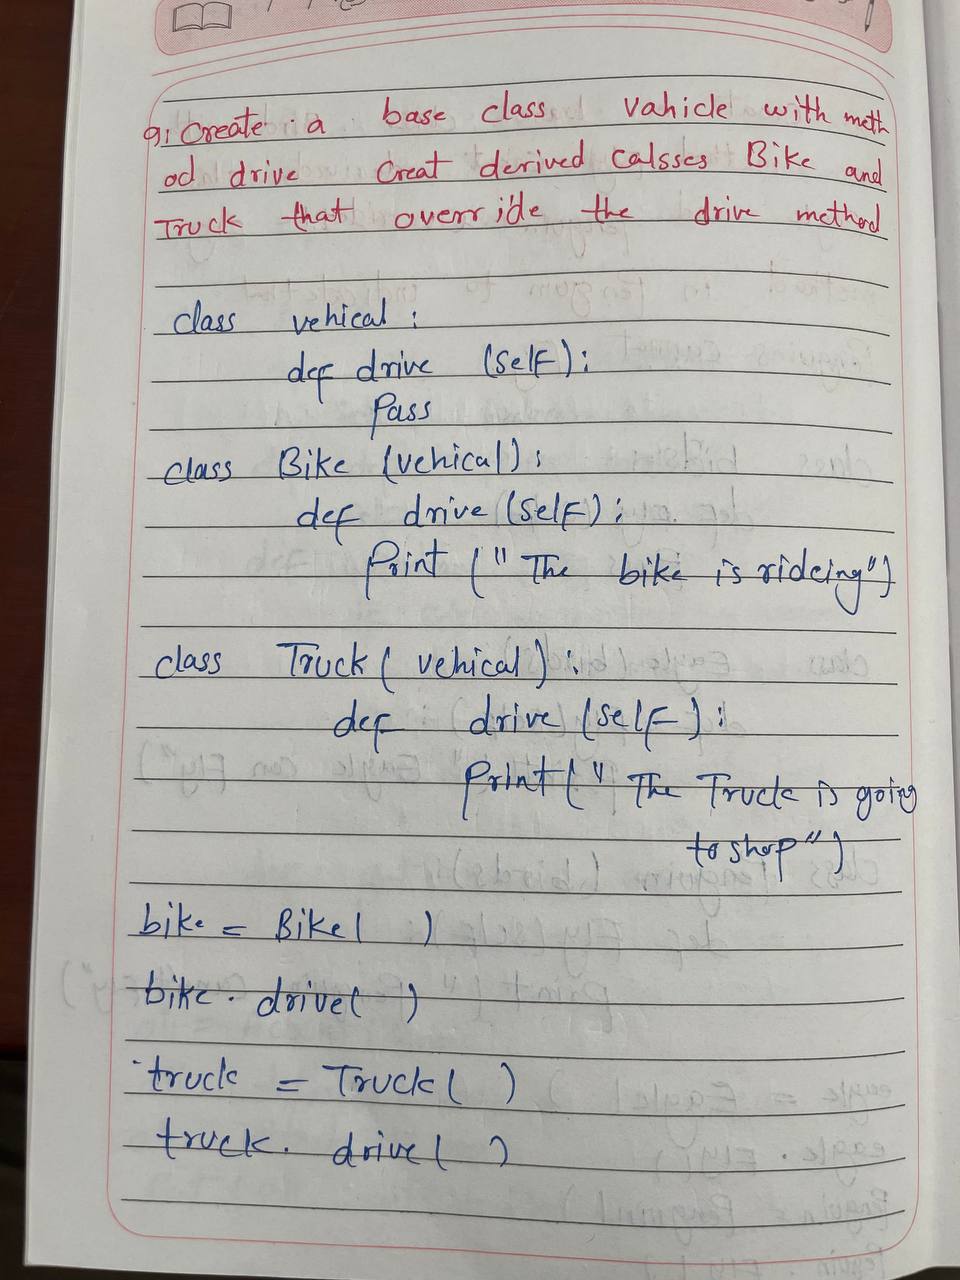 9; Create a base class vahicle with meth
od drive Creat derived calsses Bike and
Truck that override the drive method
class vehical :
def drive (self):
Pass
class Bike (vehical):
def drive (self):
Print (" The bike is rideing")
class Truck ( vehical ):
def drive (self):
Print (" The Truck is going
to shop")
bike = Bike( )
bike . drive( )
truck = Truck ( )
truck . drive( )